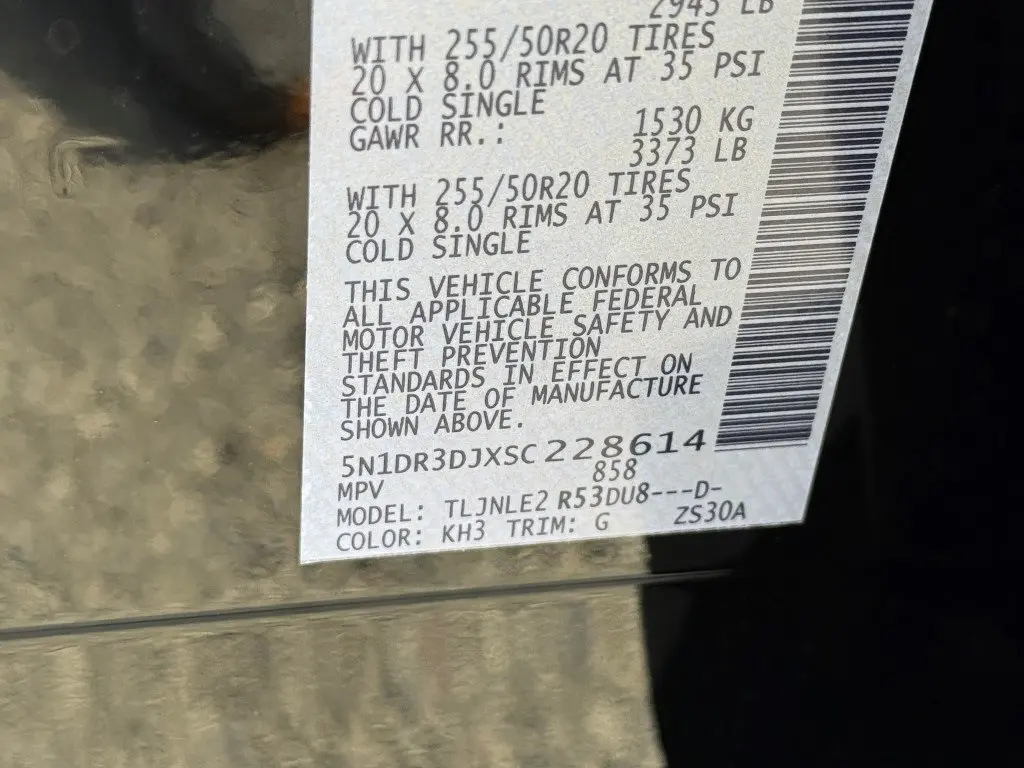 2945 LB
WITH 255/50R20 TIRES
20 X 8.0 RIMS AT 35 PSI
COLD SINGLE
GAWR RR.: 1530 KG
3373 LB
WITH 255/50R20 TIRES
20 X 8.0 RIMS AT 35 PSI
COLD SINGLE
THIS VEHICLE CONFORMS TO
ALL APPLICABLE FEDERAL
MOTOR VEHICLE SAFETY AND
THEFT PREVENTION
STANDARDS IN EFFECT ON
THE DATE OF MANUFACTURE
SHOWN ABOVE.
5N1DR3DJXSC228614
MPV 858
MODEL: TLJNLE2 R53DU8---D-
COLOR: KH3 TRIM: G ZS30A